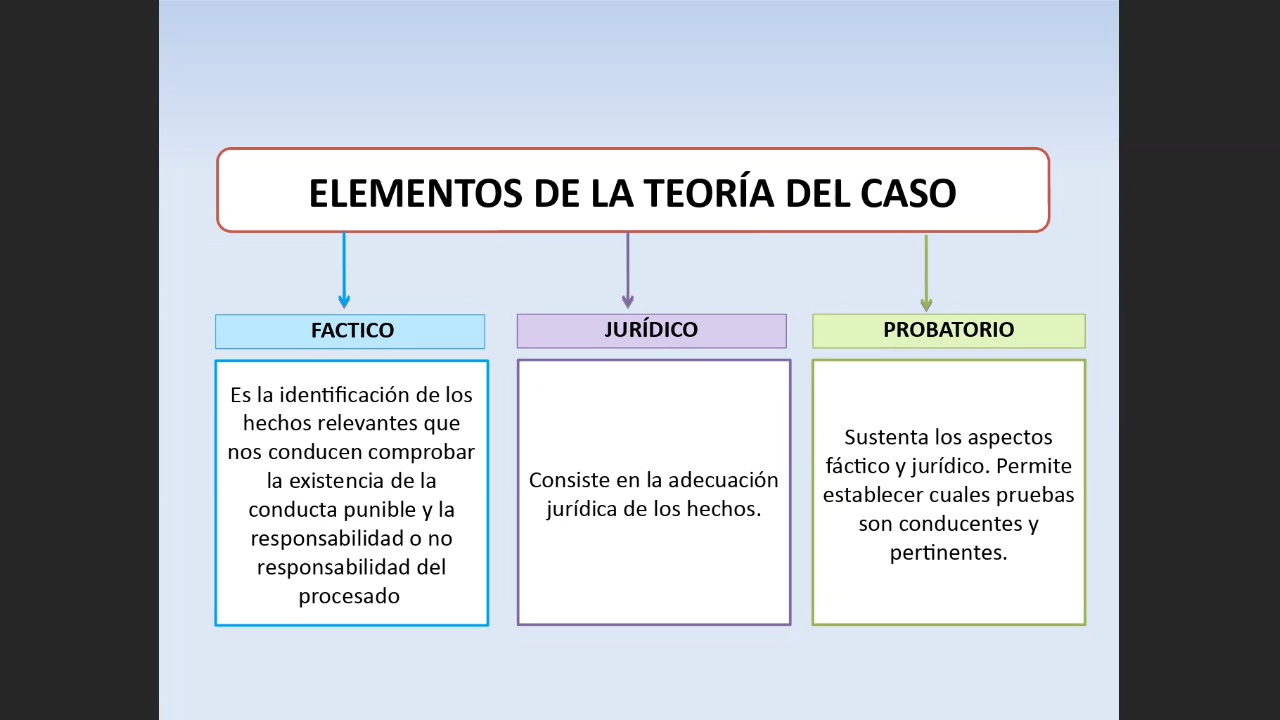 ELEMENTOS DE LA TEORÍA DEL CASO
FACTICO
Es la identificación de los
hechos relevantes que
nos conducen comprobar
la existencia de la
conducta punible y la
responsabilidad o no
responsabilidad del
procesado
JURÍDICO
Consiste en la adecuación
jurídica de los hechos.
PROBATORIO
Sustenta los aspectos
fáctico y jurídico. Permite
establecer cuales pruebas
son conducentes y
pertinentes.